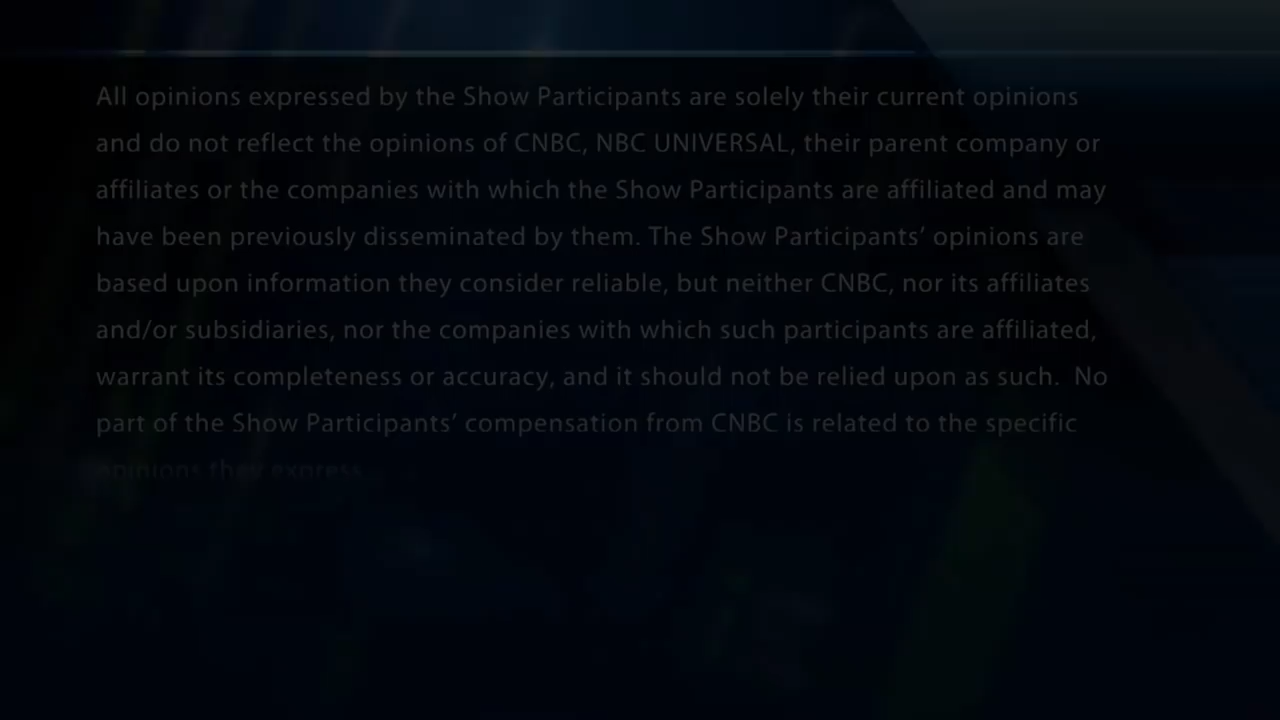 All opinions expressed by the Show Participants are solely their current opinions
and do not reflect the opinions of CNBC, NBC UNIVERSAL, their parent company or
affiliates or the companies with which the Show Participants are affiliated and may
have been previously disseminated by them. The Show Participants’ opinions are
based upon information they consider reliable, but neither CNBC, nor its affiliates
and/or subsidiaries, nor the companies with which such participants are affiliated,
warrant its completeness or accuracy, and it should not be relied upon as such.  No
part of the Show Participants’ compensation from CNBC is related to the specific
opinions they express.